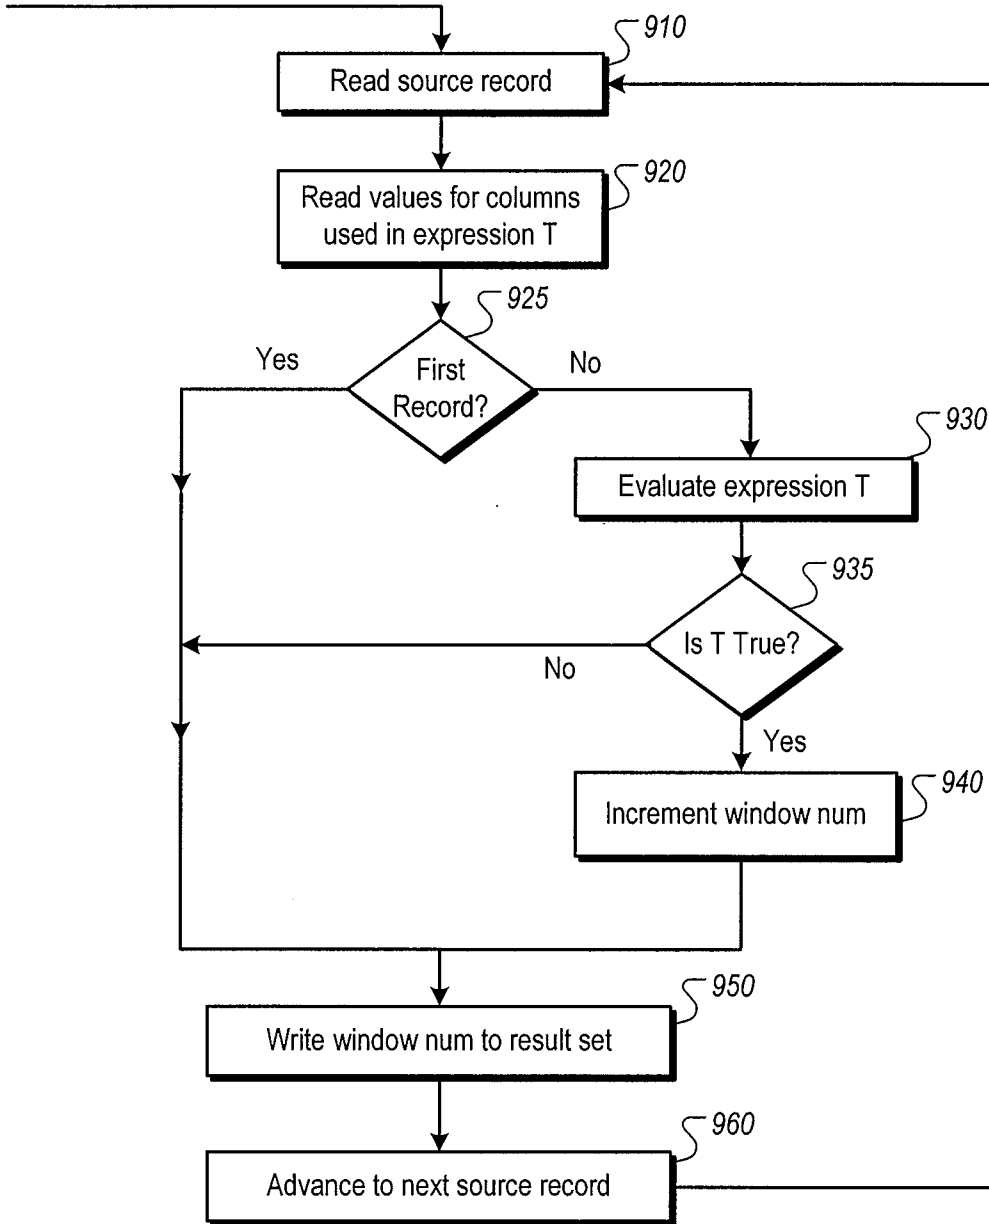 910
Read source record
920
Read values for columns
used in expression T
925
Yes
First
Record?
No
930
Evaluate expression T
935
Is T True?
No
Yes
940
Increment window num
950
Write window num to result set
960
Advance to next source record